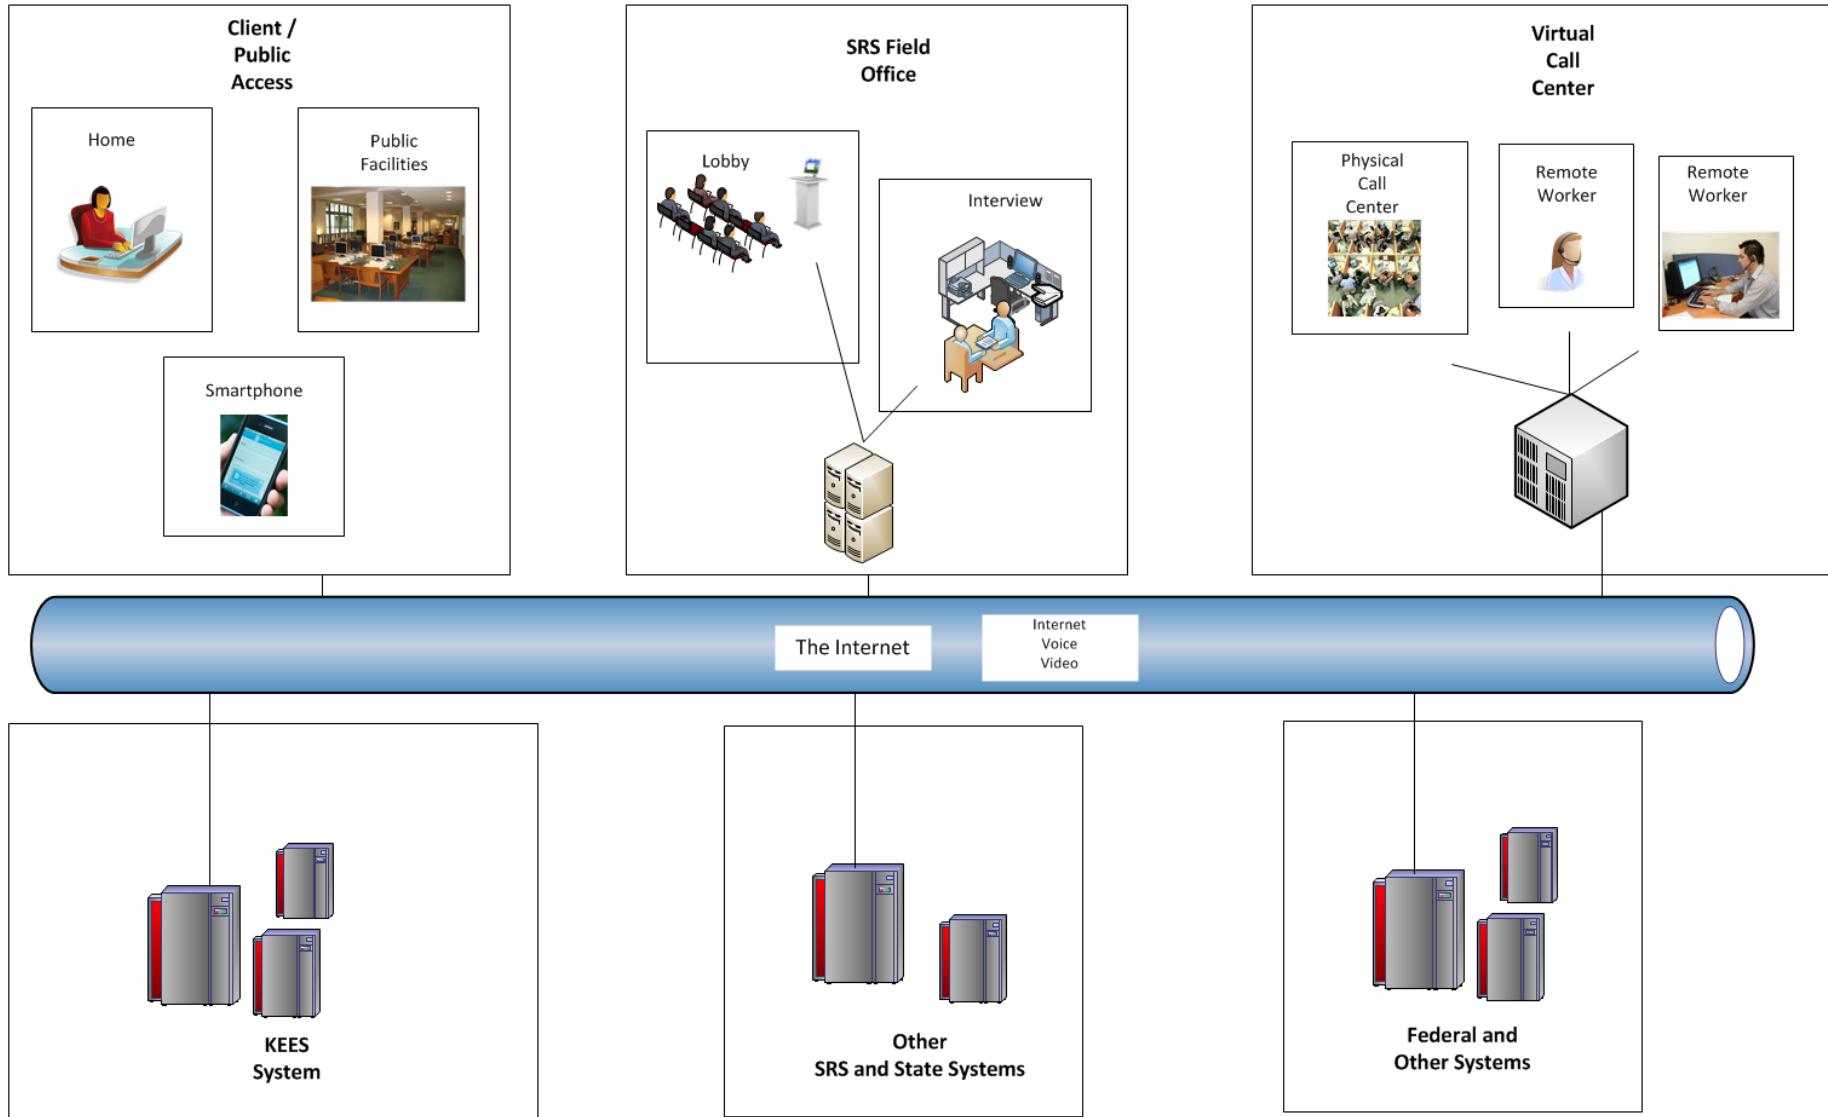 Client /
Public
Access
Home
Public
Facilities
Smartphone
SRS Field
Office
Lobby
Interview
Virtual
Call
Center
Physical
Call
Center
Remote
Worker
Remote
Worker
The Internet
Internet
Voice
Video
KEES
System
Other
SRS and State Systems
Federal and
Other Systems